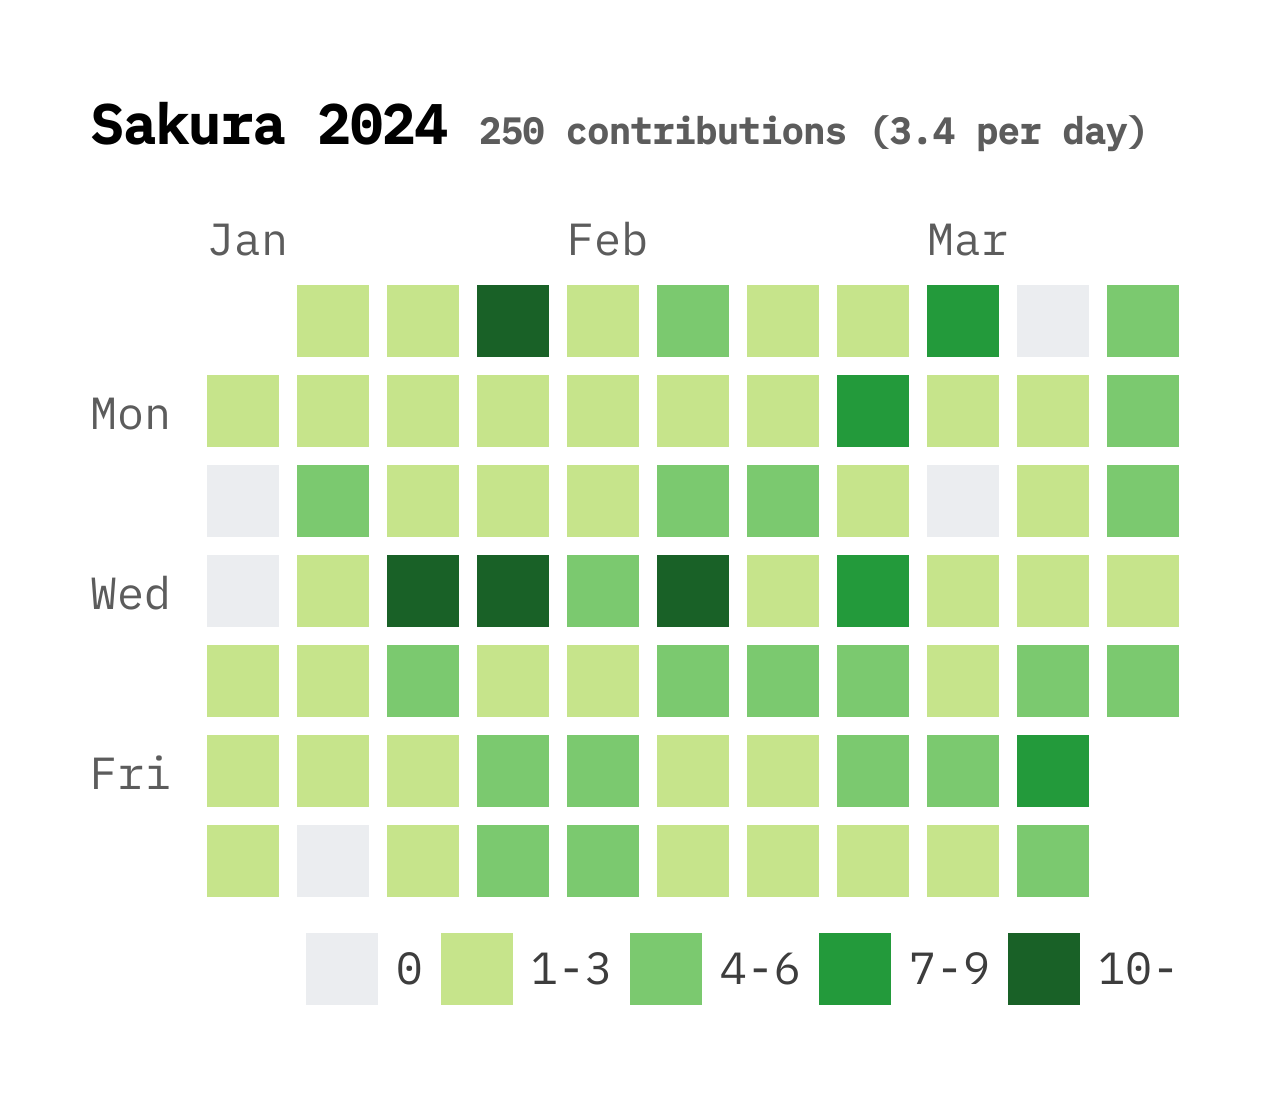 Sakura 2024 250 contributions (3.4 per day)
Jan Feb Mar
Mon
Wed
Fri
0 1-3 4-6 7-9 10-